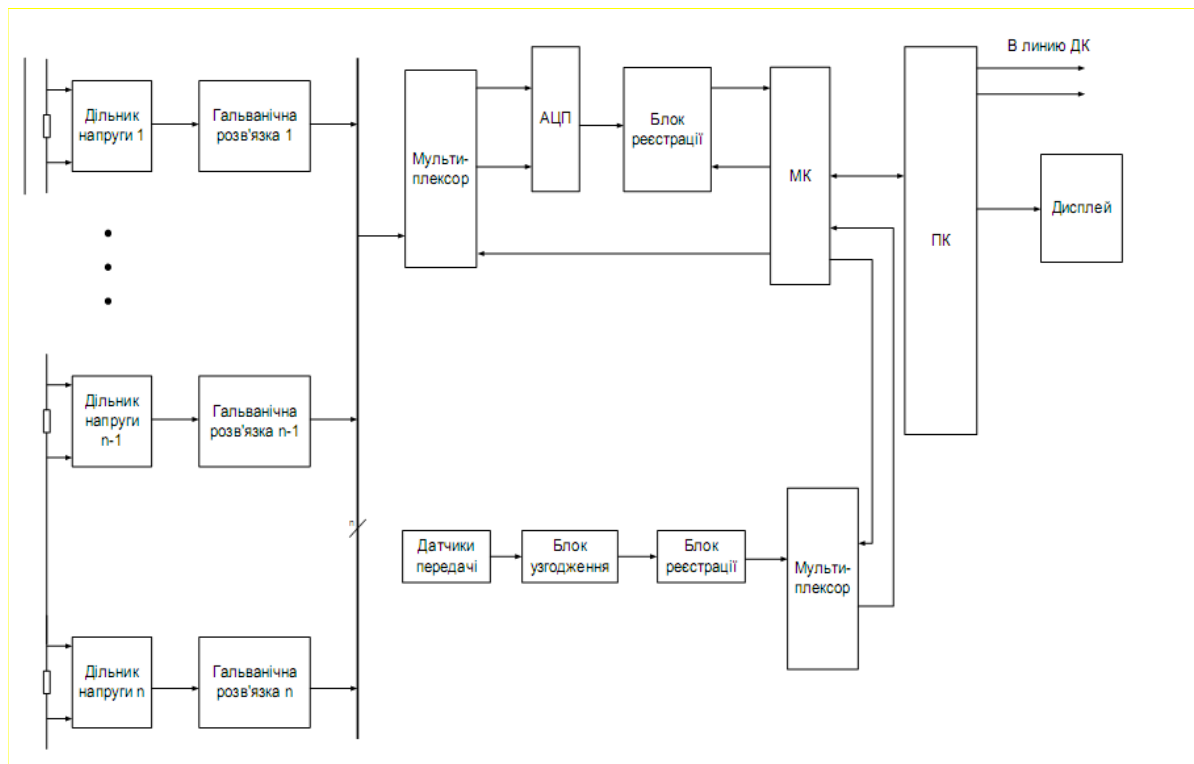 В линию ДК
Дільник
напруги 1
Гальванічна
розв'язка 1
Мульти-
плексор
АЦП
Блок
реєстрації
МК
ПК
Дисплей
Дільник
напруги
n-1
Гальванічна
розв'язка n-1
n
Датчики
передачі
Блок
узгодження
Блок
реєстрації
Мульти-
плексор
Дільник
напруги n
Гальванічна
розв'язка n